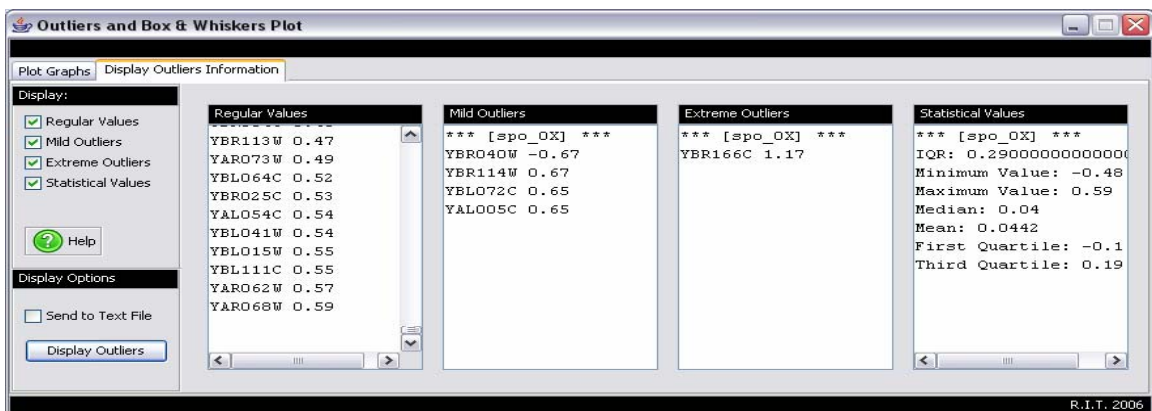 Outliers and Box & Whiskers Plot
Plot Graphs Display Outliers Information
Display:
Regular Values
Mild Outliers
Extreme Outliers
Statistical Values
Help
Display Options
Send to Text File
Display Outliers
Regular Values
YBR113W 0.47
YAR073W 0.49
YBL064C 0.52
YBR025C 0.53
YAL054C 0.54
YBL041W 0.54
YBL015W 0.55
YBL111C 0.55
YAR062W 0.57
YAR068W 0.59
Mild Outliers
*** [spo_0X] ***
YBR040W -0.67
YBR114W 0.67
YBL072C 0.65
YAL005C 0.65
Extreme Outliers
*** [spo_0X] ***
YBR166C 1.17
Statistical Values
*** [spo_0X] ***
IQR: 0.29000000000000
Minimum Value: -0.48
Maximum Value: 0.59
Median: 0.04
Mean: 0.0442
First Quartile: -0.1
Third Quartile: 0.19
R.I.T. 2006